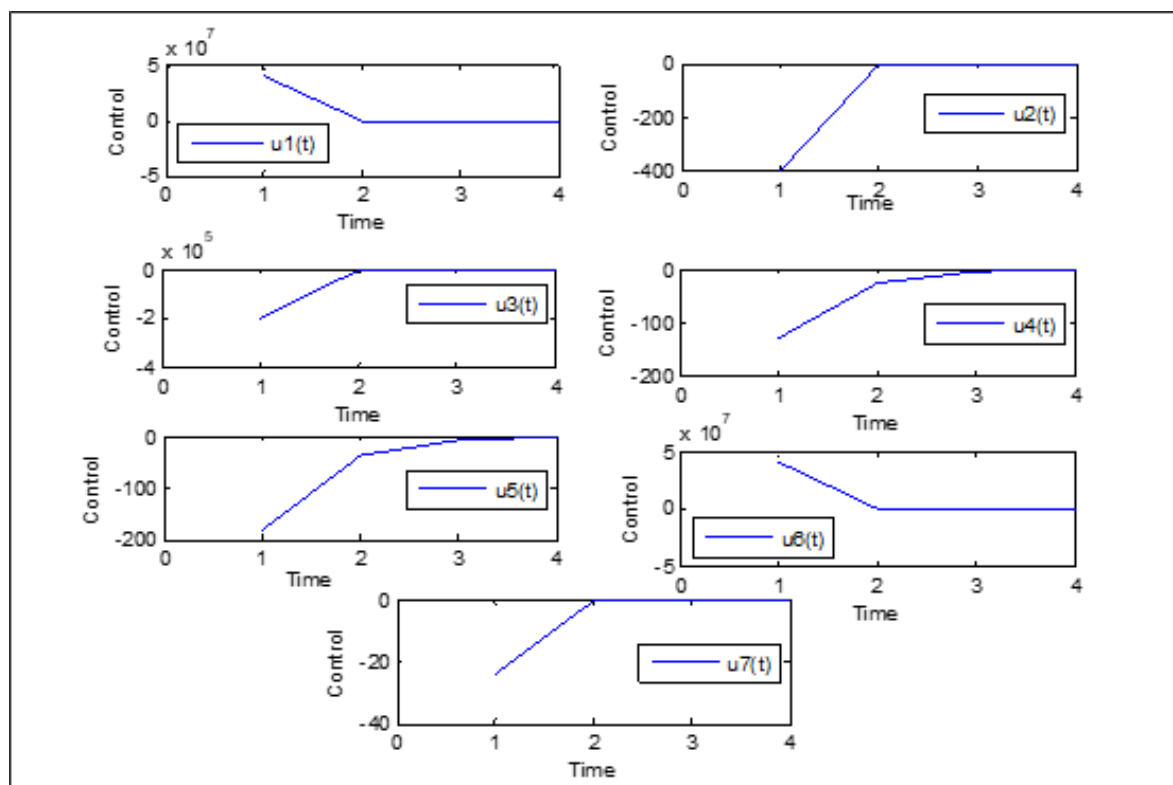 x 10^7
5
0
-5
Control
u1(t)
0 1 2 3 4
Time
0
-200
-400
Control
u2(t)
0 1 2 3 4
Time
x 10^5
0
-2
-4
Control
u3(t)
0 1 2 3 4
Time
0
-100
-200
Control
u4(t)
0 1 2 3 4
Time
0
-100
-200
Control
u5(t)
0 1 2 3 4
Time
x 10^7
5
0
-5
Control
u6(t)
0 1 2 3 4
Time
0
-20
-40
Control
u7(t)
0 1 2 3 4
Time